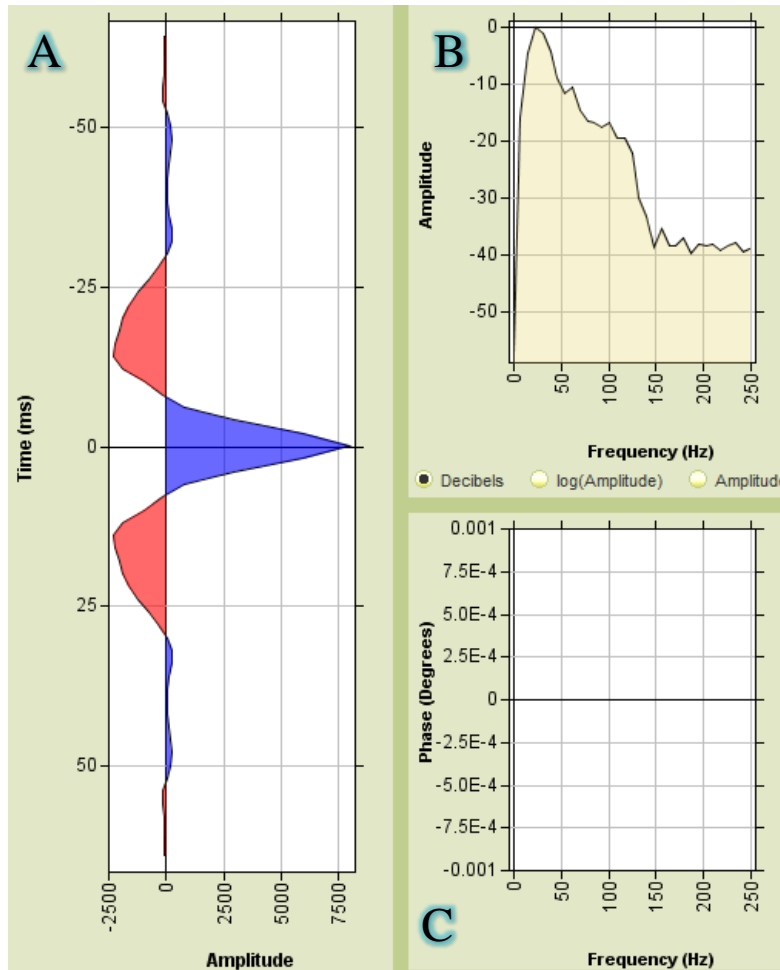 A
Time (ms)
-50
-25
0
25
50
-2500
0
2500
5000
7500
Amplitude
B
Amplitude
0
-10
-20
-30
-40
-50
0
50
100
150
200
250
Frequency (Hz)
Decibels log(Amplitude) Amplitude
C
Phase (Degrees)
0.001
7.5E-4
5.0E-4
2.5E-4
0
-2.5E-4
-5.0E-4
-7.5E-4
-0.001
0
50
100
150
200
250
Frequency (Hz)